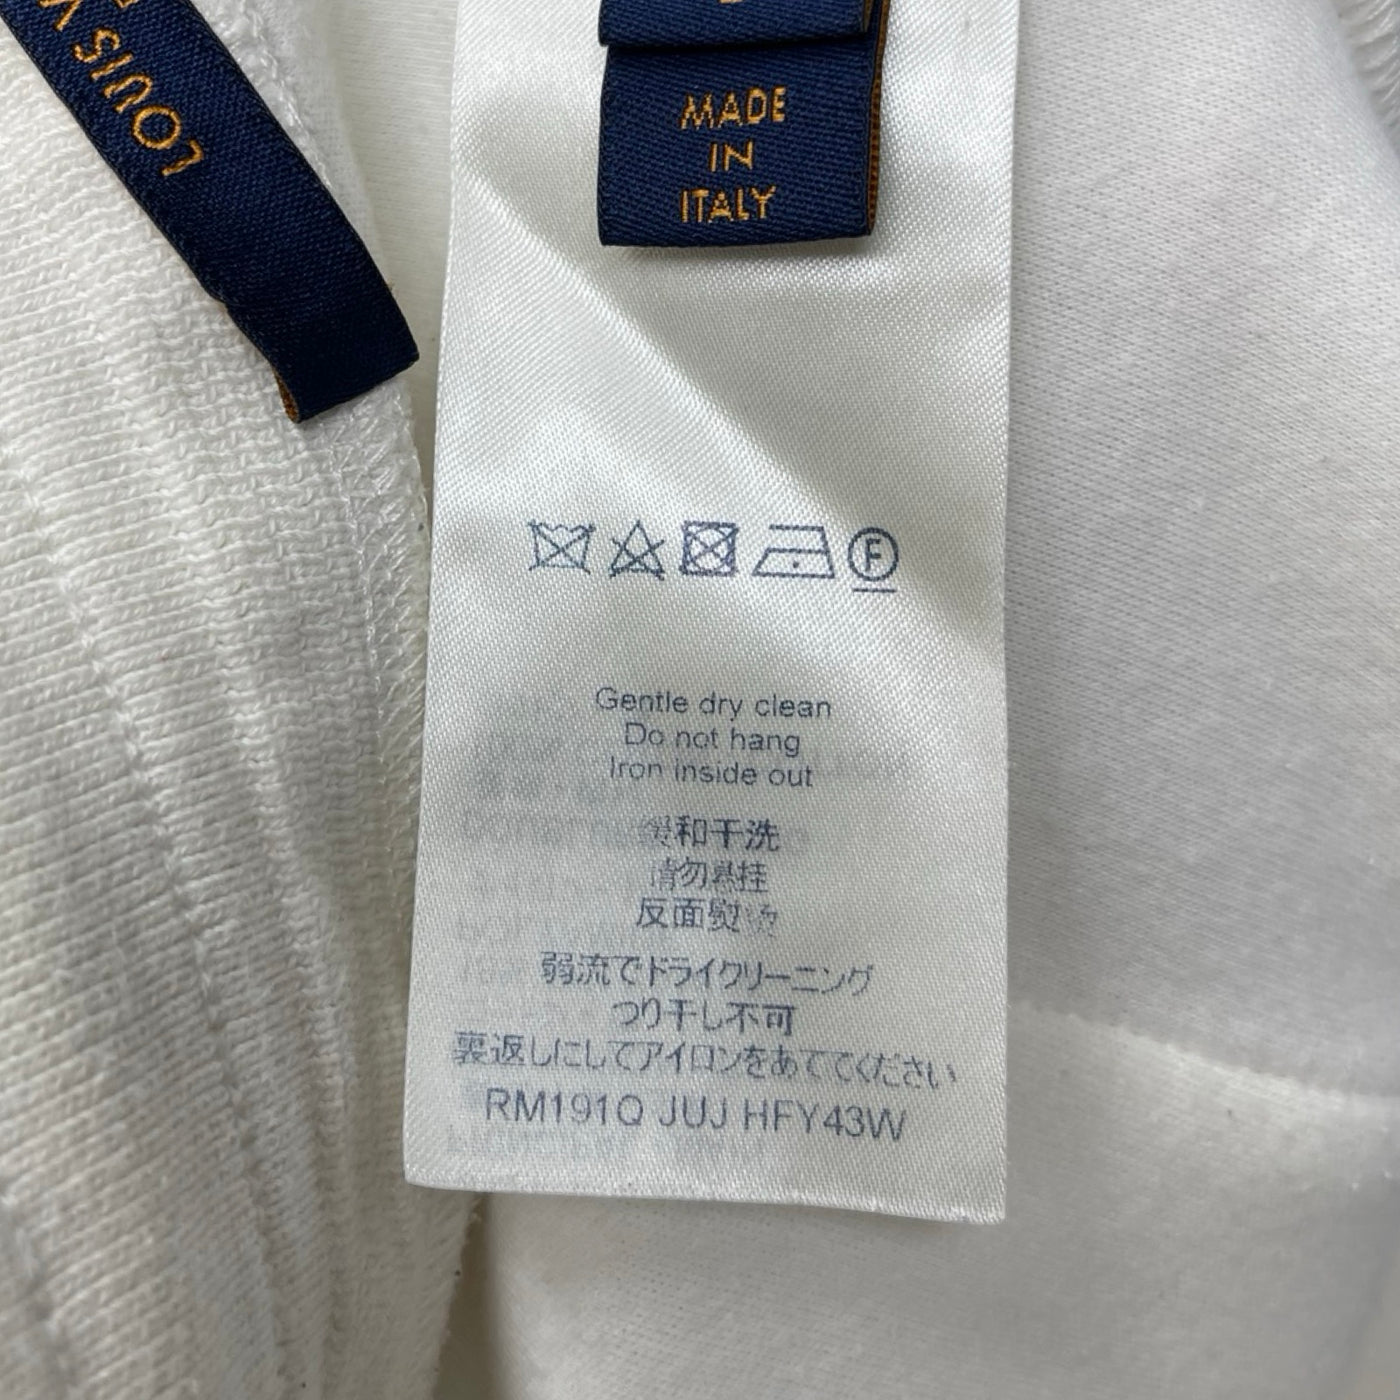 LOUIS V
MADE
IN
ITALY
F
Gentle dry clean
Do not hang
Iron inside out
缓和干洗
请勿悬挂
反面熨烫
弱流でドライクリーニング
つり干し不可
裏返しにしてアイロンをあててください
RM191Q JUJ HFY43W